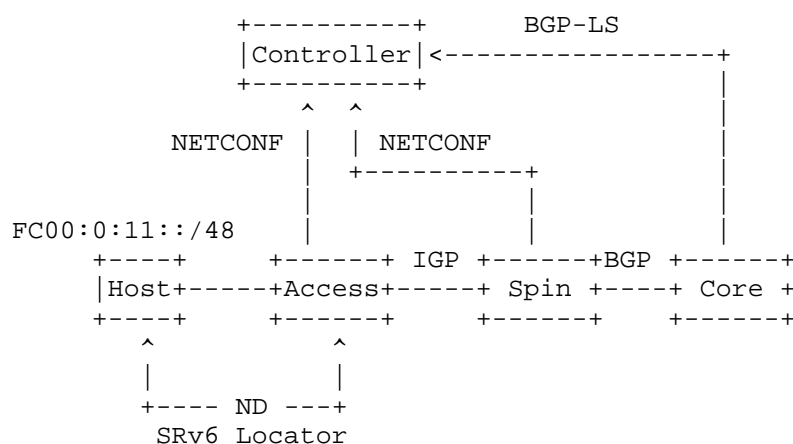 BGP-LS
Controller
NETCONF NETCONF
FC00:0:11::/48
IGP BGP
Host Access Spin Core
ND
SRv6 Locator